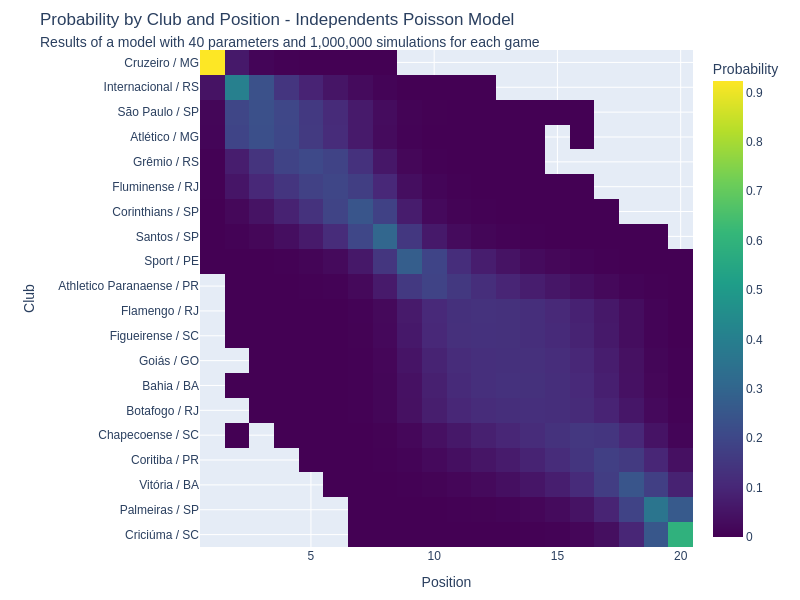 Probability by Club and Position - Independents Poisson Model
Results of a model with 40 parameters and 1,000,000 simulations for each game
Probability
Cruzeiro / MG
Internacional / RS
São Paulo / SP
Atlético / MG
Grêmio / RS
Fluminense / RJ
Corinthians / SP
Santos / SP
Sport / PE
Athletico Paranaense / PR
Flamengo / RJ
Figueirense / SC
Goiás / GO
Bahia / BA
Botafogo / RJ
Chapecoense / SC
Coritiba / PR
Vitória / BA
Palmeiras / SP
Criciúma / SC
Club
5
10
15
20
Position
0.9
0.8
0.7
0.6
0.5
0.4
0.3
0.2
0.1
0